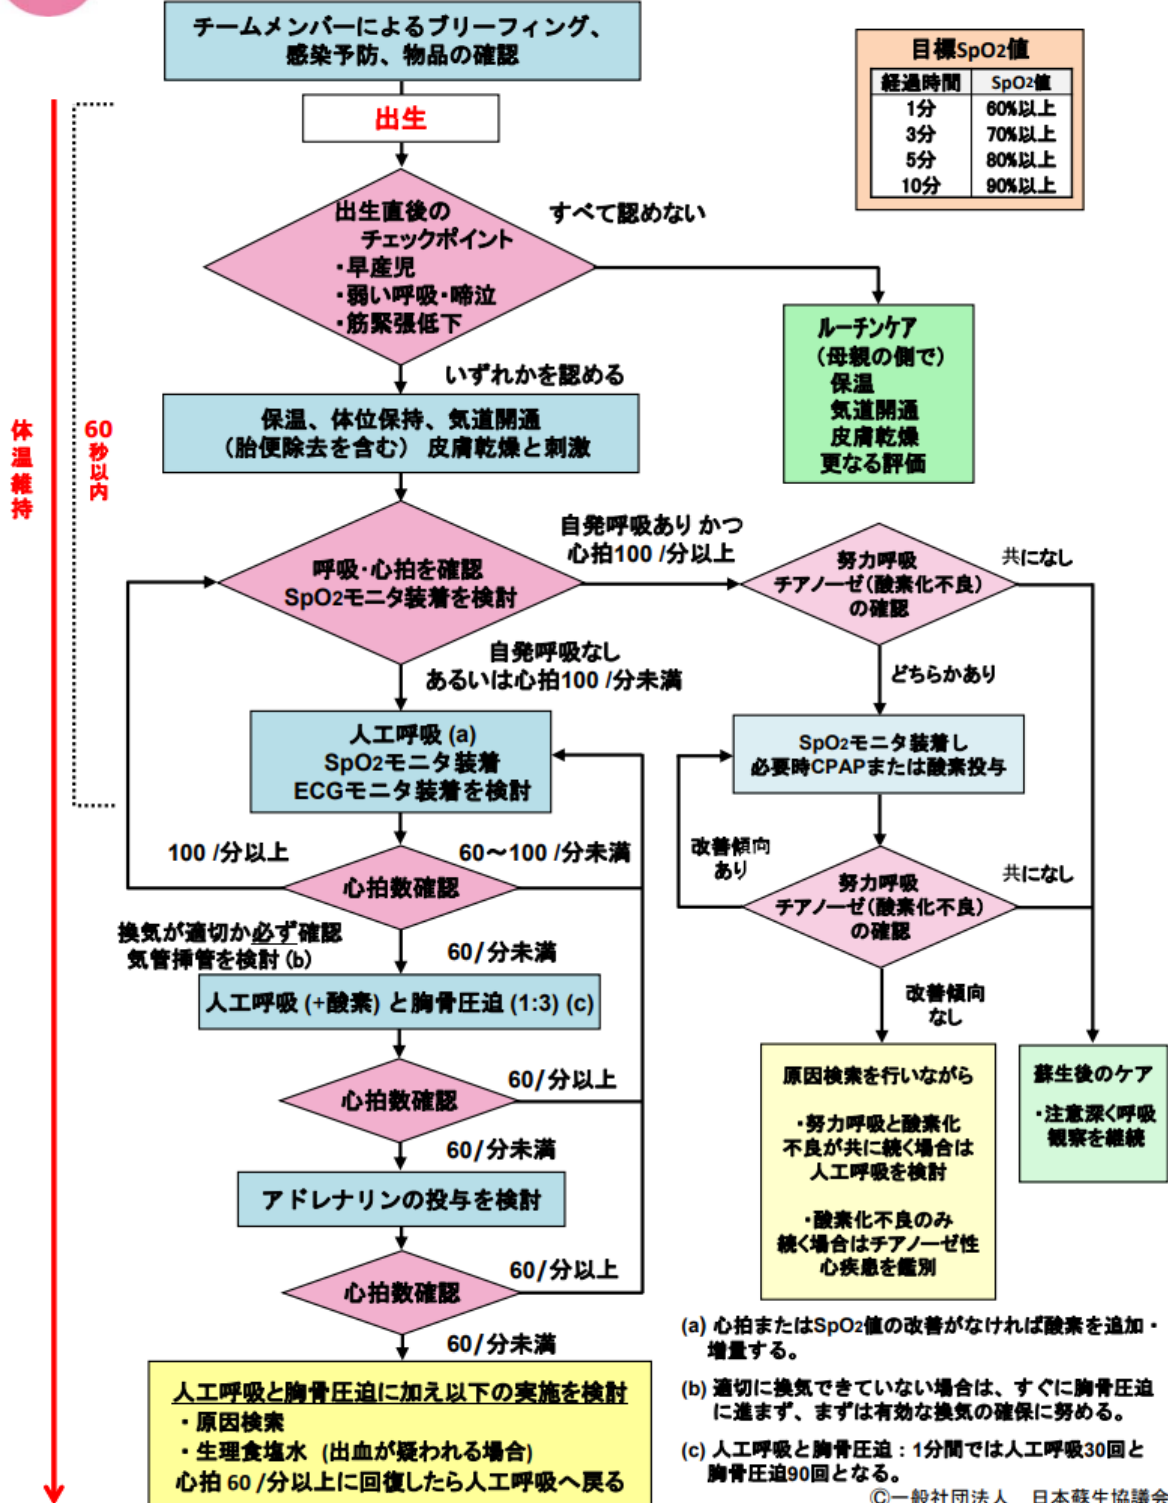 チームメンバーによるブリーフィング、
感染予防、物品の確認
目標SpO2値
経過時間 SpO2値
1分 60%以上
3分 70%以上
5分 80%以上
10分 90%以上
出生
出生直後の
チェックポイント
・早産児
・弱い呼吸・啼泣
・筋緊張低下
すべて認めない
ルーチンケア
(母親の側で)
保温
気道開通
皮膚乾燥
更なる評価
いずれかを認める
体温維持
60秒以内
保温、体位保持、気道開通
(胎便除去を含む) 皮膚乾燥と刺激
呼吸・心拍を確認
SpO2モニタ装着を検討
自発呼吸あり かつ
心拍100 /分以上
努力呼吸
チアノーゼ(酸素化不良)
の確認
共になし
自発呼吸なし
あるいは心拍100 /分未満
どちらかあり
人工呼吸 (a)
SpO2モニタ装着
ECGモニタ装着を検討
SpO2モニタ装着し
必要時CPAPまたは酸素投与
100 /分以上
60～100 /分未満
心拍数確認
改善傾向
あり
努力呼吸
チアノーゼ(酸素化不良)
の確認
共になし
換気が適切か必ず確認
気管挿管を検討 (b)
60/分未満
人工呼吸 (+酸素) と胸骨圧迫 (1:3) (c)
改善傾向
なし
心拍数確認
60/分以上
60/分未満
原因検索を行いながら
・努力呼吸と酸素化
不良が共に続く場合は
人工呼吸を検討
・酸素化不良のみ
続く場合はチアノーゼ性
心疾患を鑑別
蘇生後のケア
・注意深く呼吸
観察を継続
アドレナリンの投与を検討
心拍数確認
60/分以上
60/分未満
人工呼吸と胸骨圧迫に加え以下の実施を検討
・原因検索
・生理食塩水 (出血が疑われる場合)
心拍 60 /分以上に回復したら人工呼吸へ戻る
(a) 心拍またはSpO2値の改善がなければ酸素を追加・
増量する。
(b) 適切に換気できていない場合は、すぐに胸骨圧迫
に進まず、まずは有効な換気の確保に努める。
(c) 人工呼吸と胸骨圧迫：1分間では人工呼吸30回と
胸骨圧迫90回となる。
Ⓒ一般社団法人 日本蘇生協議会